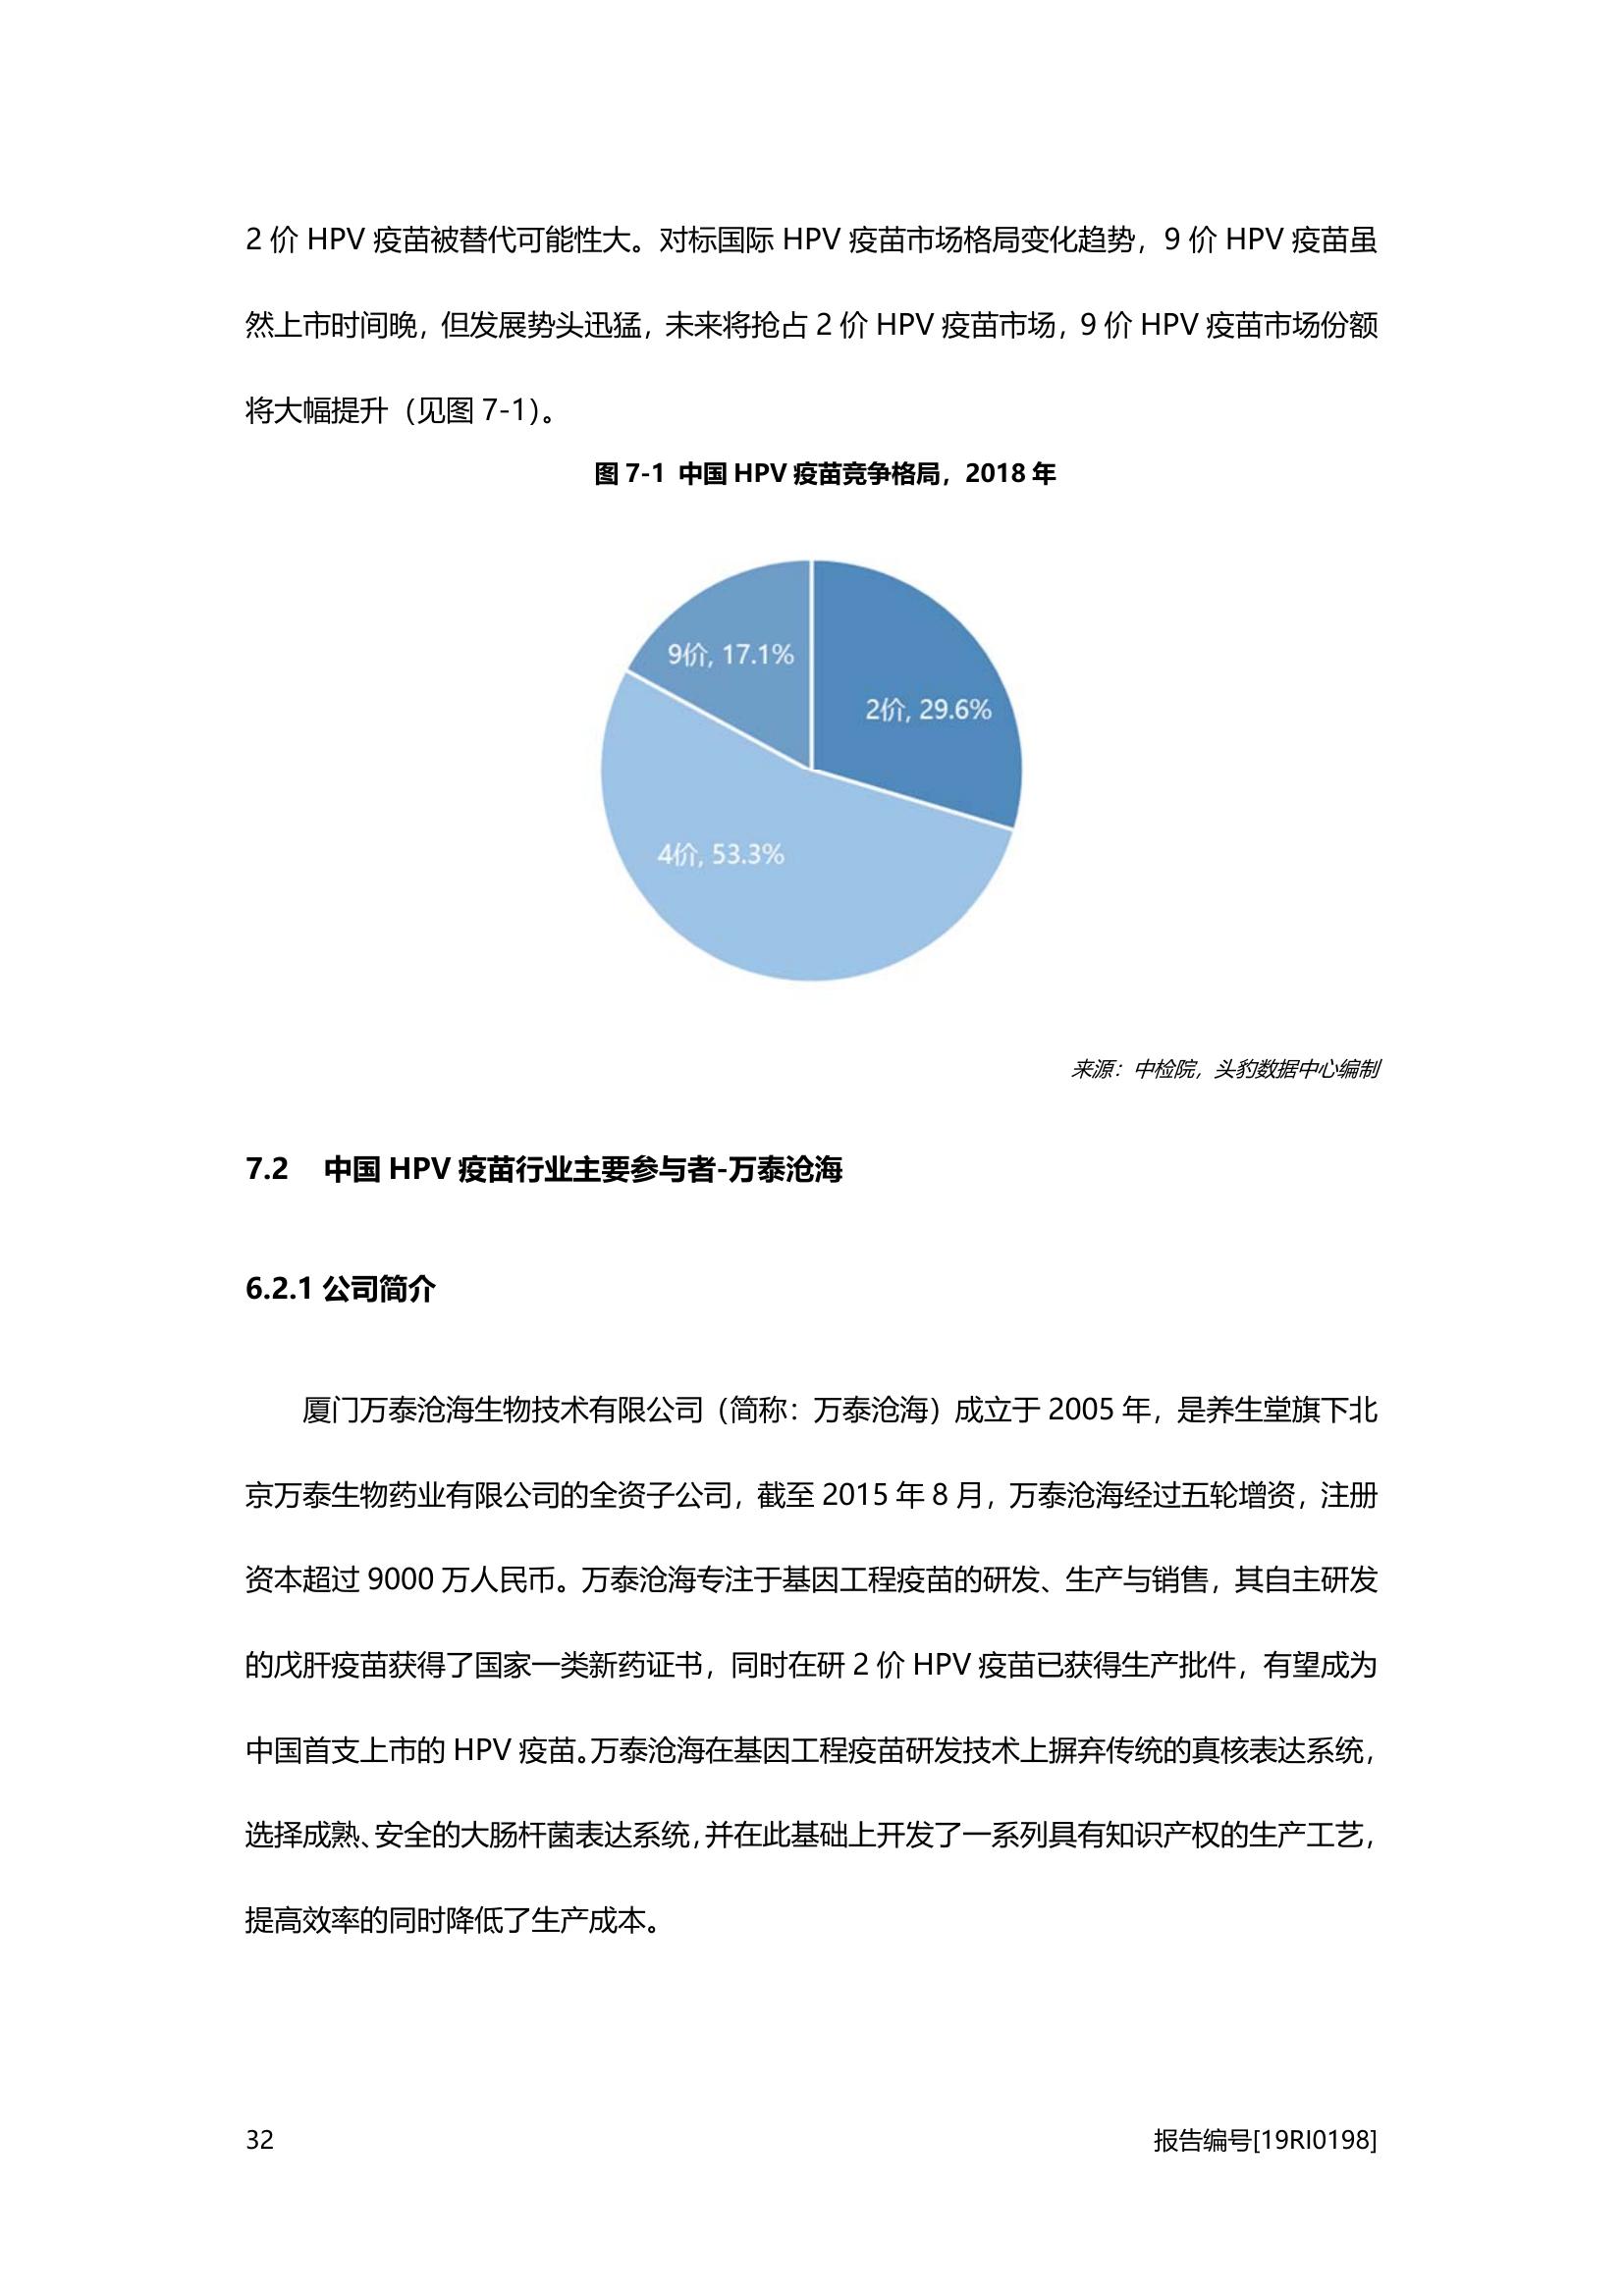 2 价 HPV 疫苗被替代可能性大。对标国际 HPV 疫苗市场格局变化趋势，9 价 HPV 疫苗虽
然上市时间晚，但发展势头迅猛，未来将抢占 2 价 HPV 疫苗市场，9 价 HPV 疫苗市场份额
将大幅提升（见图 7-1）。
图 7-1 中国 HPV 疫苗竞争格局，2018 年
9价, 17.1%
2价, 29.6%
4价, 53.3%
来源：中检院，头豹数据中心编制
7.2 中国 HPV 疫苗行业主要参与者-万泰沧海
6.2.1 公司简介
厦门万泰沧海生物技术有限公司（简称：万泰沧海）成立于 2005 年，是养生堂旗下北
京万泰生物药业有限公司的全资子公司，截至 2015 年 8 月，万泰沧海经过五轮增资，注册
资本超过 9000 万人民币。万泰沧海专注于基因工程疫苗的研发、生产与销售，其自主研发
的戊肝疫苗获得了国家一类新药证书，同时在研 2 价 HPV 疫苗已获得生产批件，有望成为
中国首支上市的 HPV 疫苗。万泰沧海在基因工程疫苗研发技术上摒弃传统的真核表达系统，
选择成熟、安全的大肠杆菌表达系统，并在此基础上开发了一系列具有知识产权的生产工艺，
提高效率的同时降低了生产成本。
32
报告编号[19RI0198]